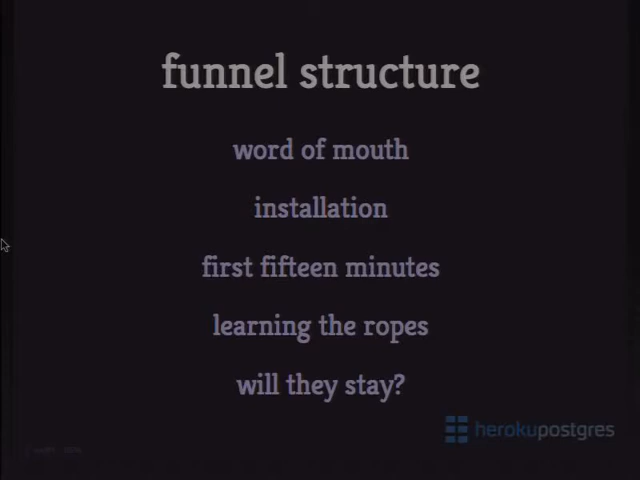 funnel structure
word of mouth
installation
first fifteen minutes
learning the ropes
will they stay?
herokupostgres